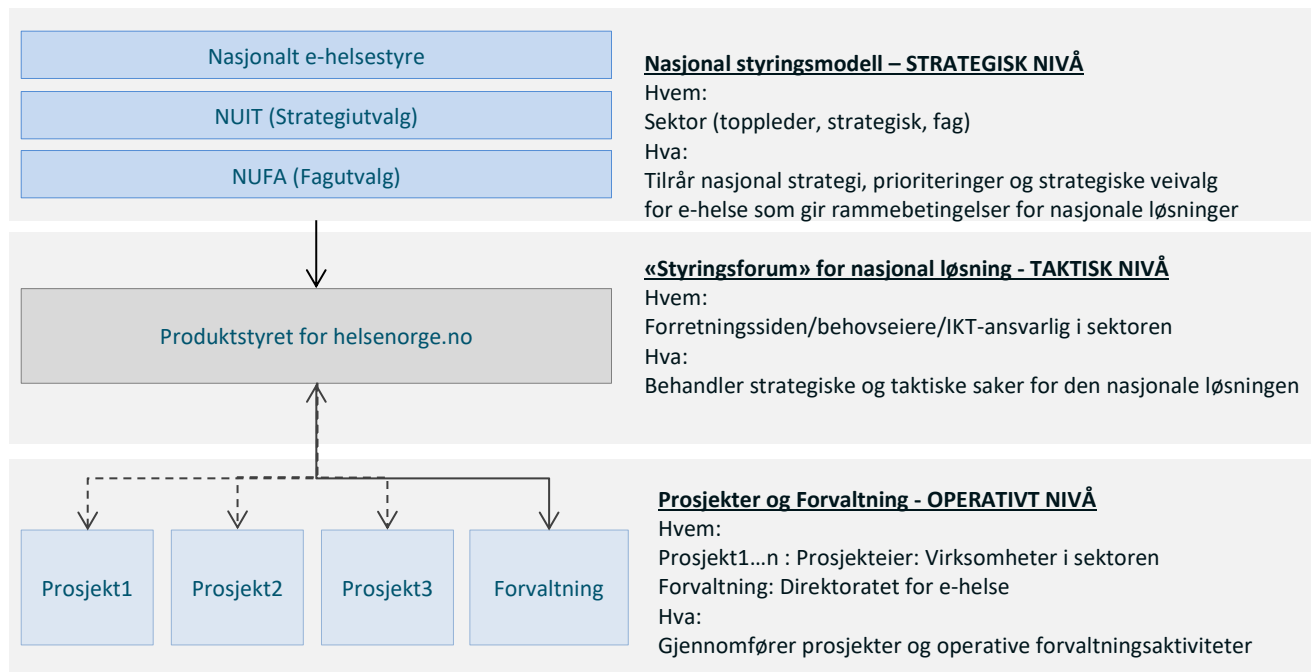 Nasjonalt e-helsestyre
NUIT (Strategiutvalg)
NUFA (Fagutvalg)
Nasjonal styringsmodell – STRATEGISK NIVÅ
Hvem:
Sektor (toppleder, strategisk, fag)
Hva:
Tilrår nasjonal strategi, prioriteringer og strategiske veivalg
for e-helse som gir rammebetingelser for nasjonale løsninger
Produktstyret for helsenorge.no
«Styringsforum» for nasjonal løsning - TAKTISK NIVÅ
Hvem:
Forretningssiden/behovseiere/IKT-ansvarlig i sektoren
Hva:
Behandler strategiske og taktiske saker for den nasjonale løsningen
Prosjekt1
Prosjekt2
Prosjekt3
Forvaltning
Prosjekter og Forvaltning - OPERATIVT NIVÅ
Hvem:
Prosjekt1…n : Prosjekteier: Virksomheter i sektoren
Forvaltning: Direktoratet for e-helse
Hva:
Gjennomfører prosjekter og operative forvaltningsaktiviteter